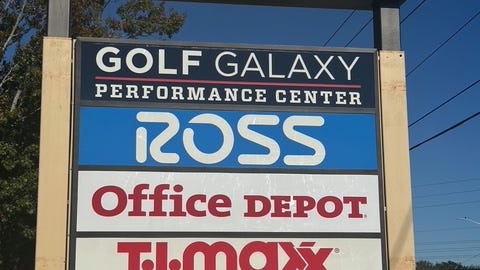 GOLF GALAXY
PERFORMANCE CENTER
ROSS
Office DEPOT.
T.J.maxx®